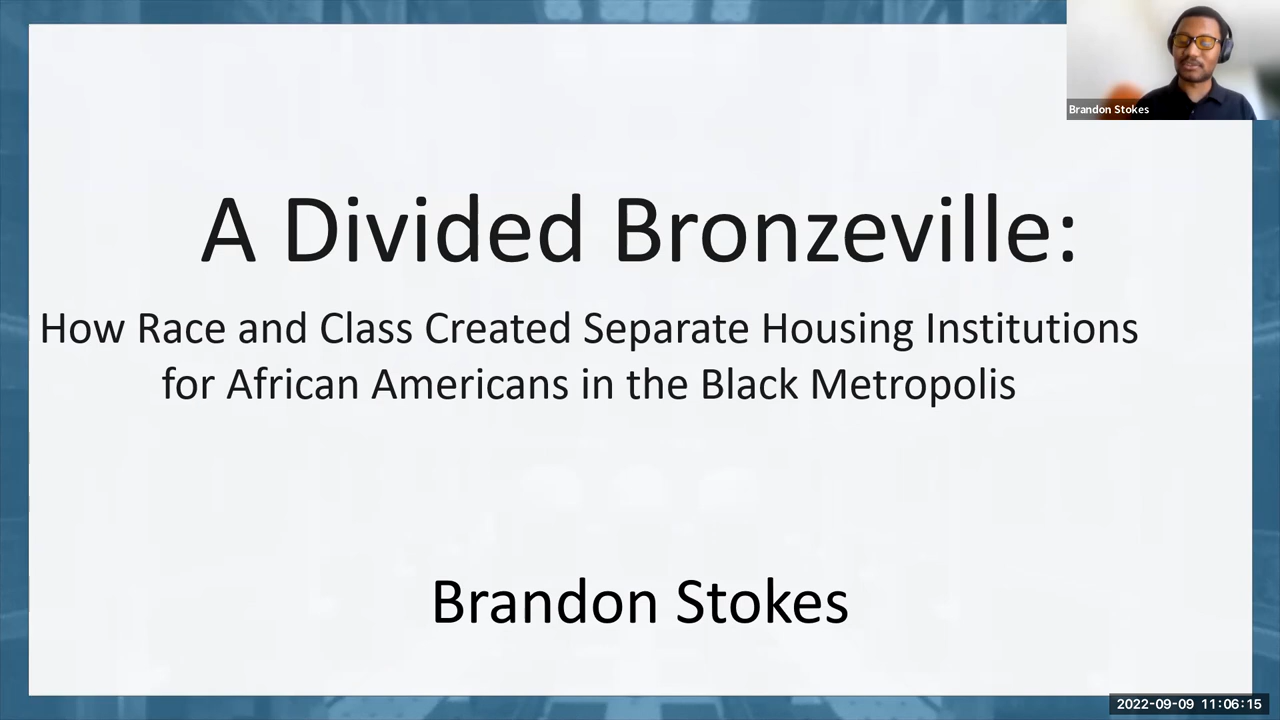 Brandon Stokes
A Divided Bronzeville:
How Race and Class Created Separate Housing Institutions
for African Americans in the Black Metropolis
Brandon Stokes
2022-09-09 11:06:15